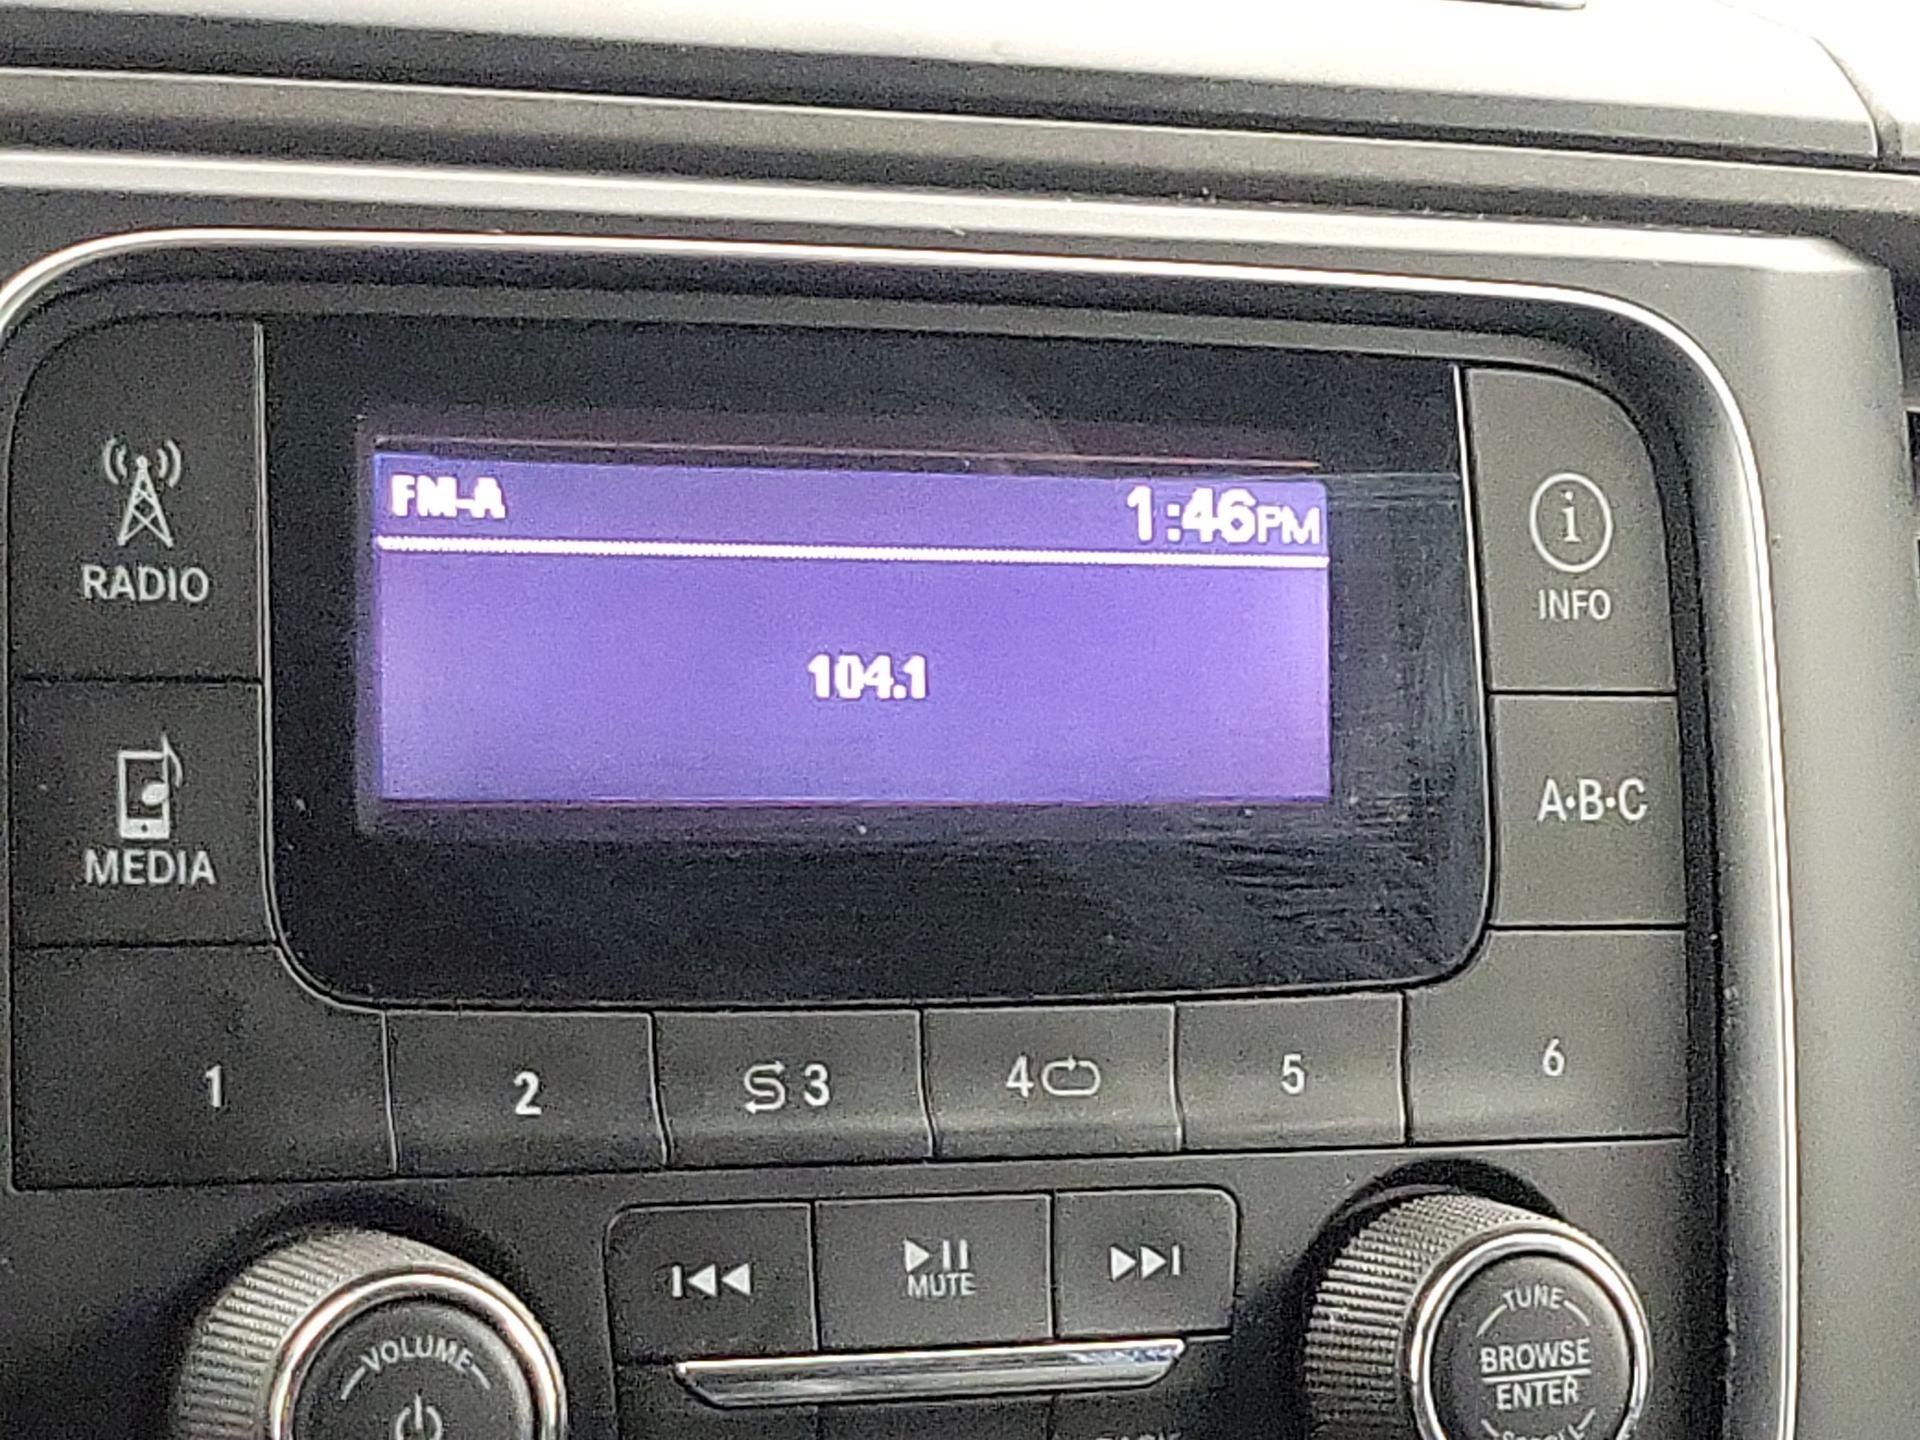 FM-A 1:46PM
104.1
RADIO
INFO
MEDIA
A•B•C
1 2 3 4 5 6
MUTE
VOLUME
TUNE
BROWSE
ENTER